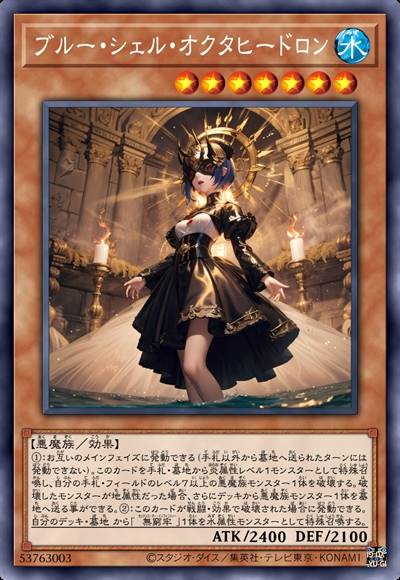 ブルー・シェル・オクタヒードロン
水
【悪魔族/効果】
①:お互いのメインフェイズに発動できる(手札以外から墓地へ送られたターンには
発動できない)。このカードを手札・墓地から炎属性レベル1モンスターとして特殊召
喚し、自分の手札・フィールドのレベル7以上の悪魔族モンスター1体を破壊する。破
壊したモンスターが地属性だった場合、さらにデッキから悪魔族モンスター1体を墓
地へ送る事ができる。②:このカードが戦闘・効果で破壊された場合に発動できる。
自分のデッキ・墓地から「無窮牢」1体を水属性モンスターとして特殊召喚する。
ATK/2400 DEF/2100
53763003
©スタジオ・ダイス/集英社・テレビ東京・KONAMI